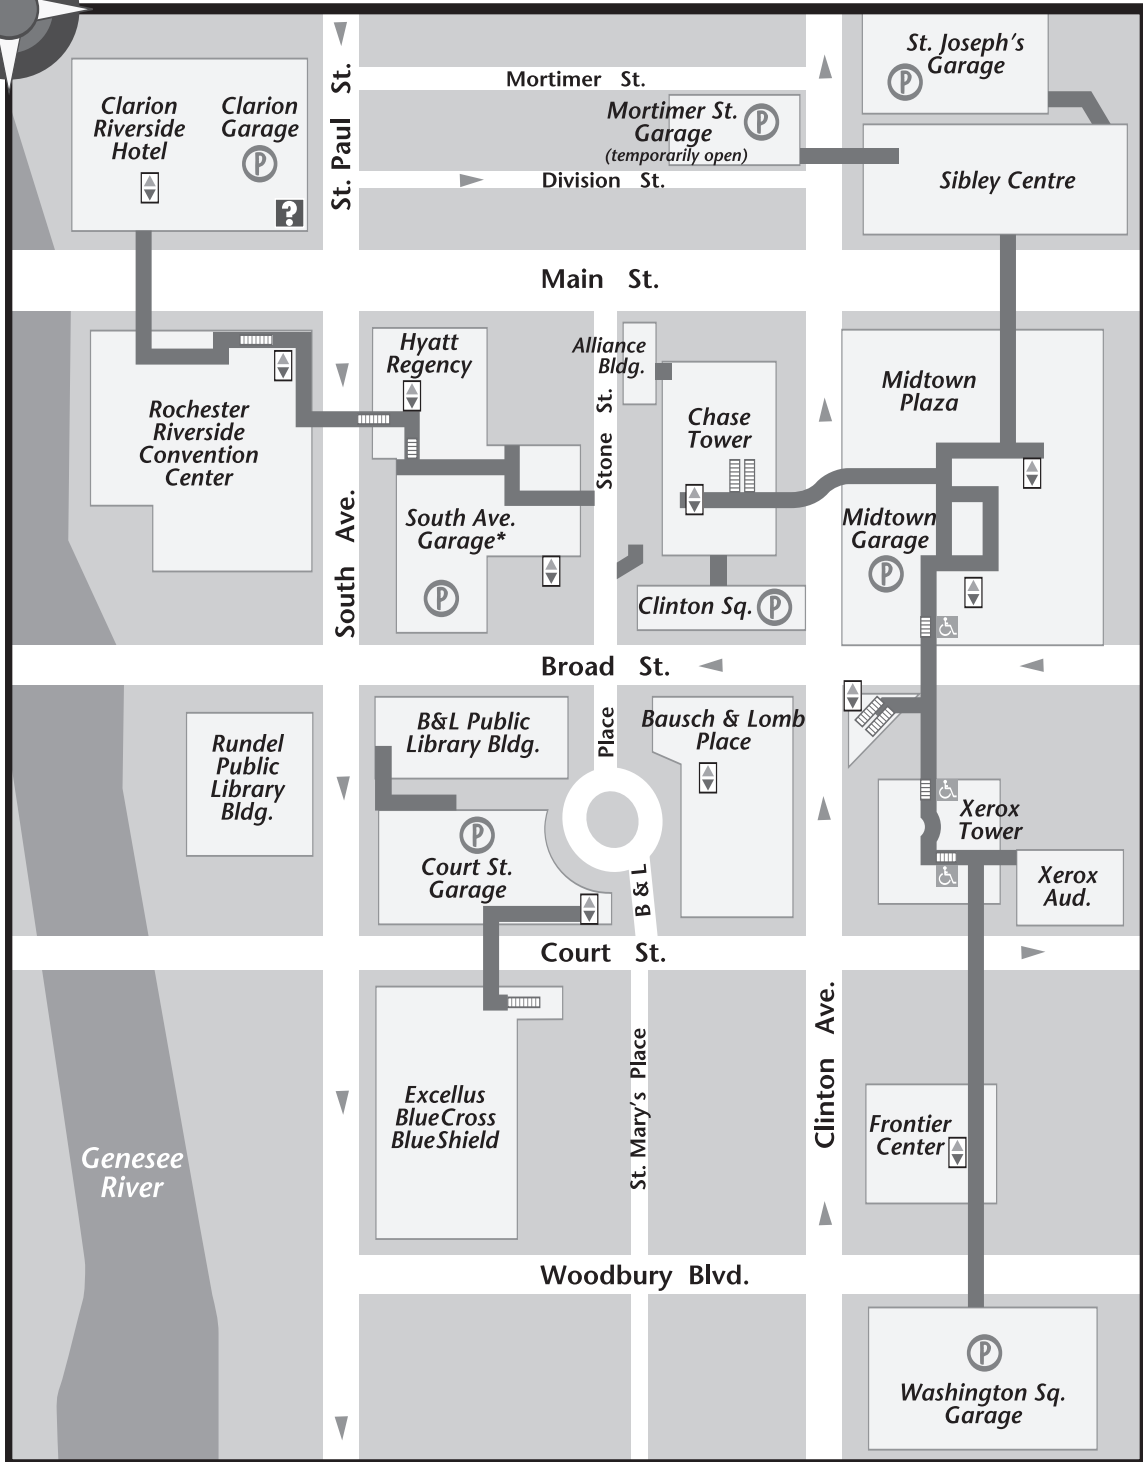 St. Joseph's
Garage
P
Mortimer St.
Clarion
Riverside
Hotel
Clarion
Garage
P
St. Paul St.
Mortimer St.
Garage
(temporarily open)
P
Sibley Centre
Division St.
?
Main St.
Hyatt
Regency
Alliance
Bldg.
Midtown
Plaza
Rochester
Riverside
Convention
Center
Stone St.
Chase
Tower
South Ave.
South Ave.
Garage*
P
Midtown
Garage
P
Clinton Sq.
P
Broad St.
B&L Public
Library Bldg.
Place
Bausch & Lomb
Place
Rundel
Public
Library
Bldg.
Xerox
Tower
P
Court St.
Garage
B & L
Xerox
Aud.
Court St.
Clinton Ave.
St. Mary's Place
Excellus
BlueCross
BlueShield
Frontier
Center
Genesee
River
Woodbury Blvd.
P
Washington Sq.
Garage